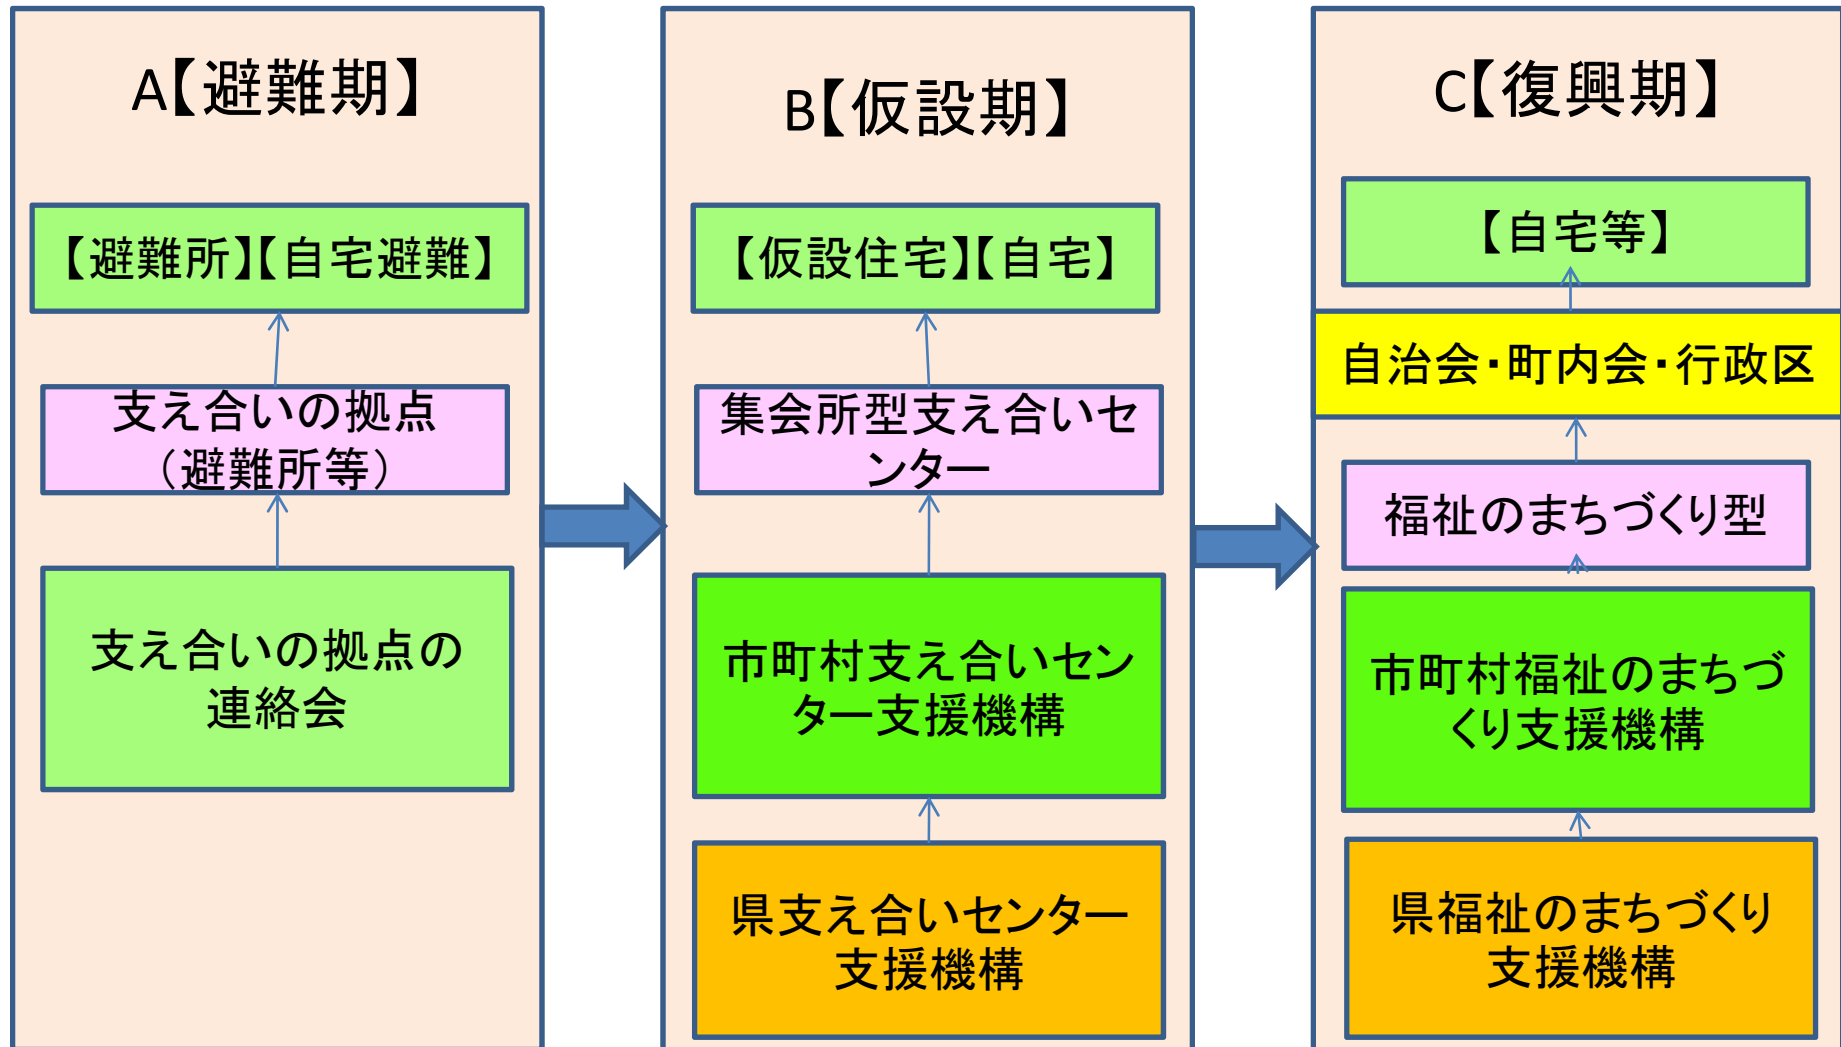 A【避難期】
【避難所】【自宅避難】
支え合いの拠点
（避難所等）
支え合いの拠点の
連絡会
B【仮設期】
【仮設住宅】【自宅】
集会所型支え合いセ
ンター
市町村支え合いセン
ター支援機構
県支え合いセンター
支援機構
C【復興期】
【自宅等】
自治会・町内会・行政区
福祉のまちづくり型
市町村福祉のまちづ
くり支援機構
県福祉のまちづくり
支援機構